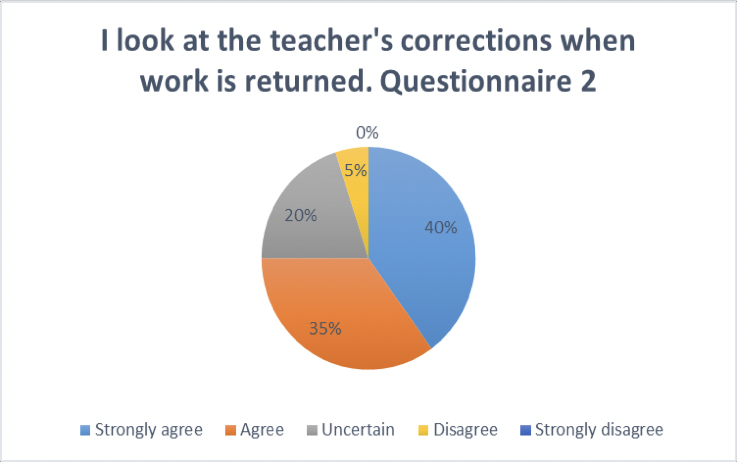 I look at the teacher's corrections when
work is returned. Questionnaire 2
0%
5%
20%
40%
35%
Strongly agree Agree Uncertain Disagree Strongly disagree